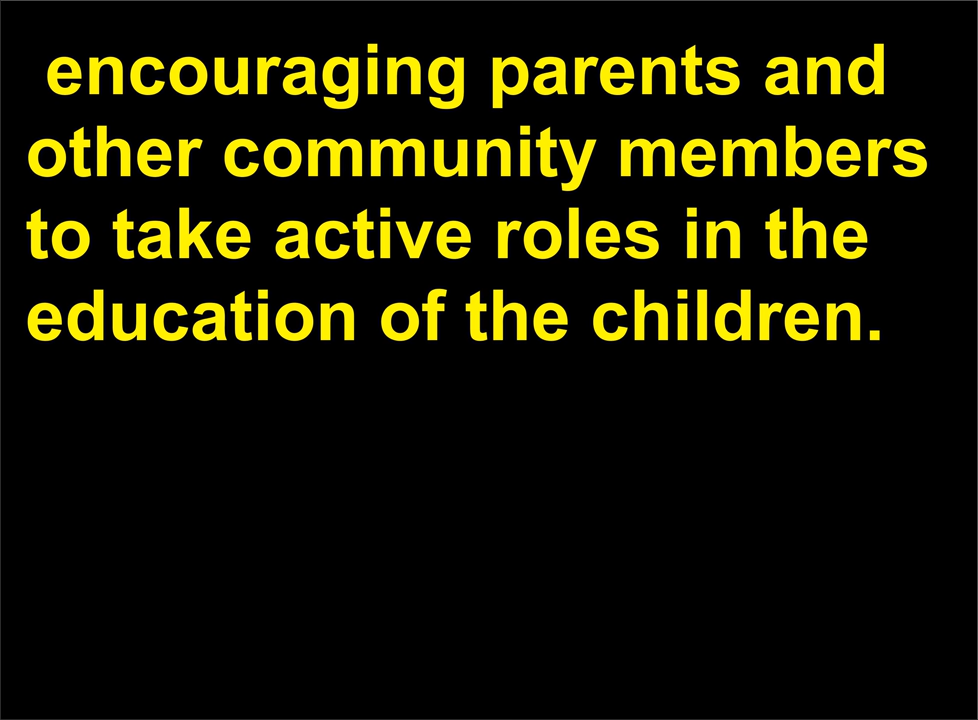 encouraging parents and
other community members
to take active roles in the
education of the children.